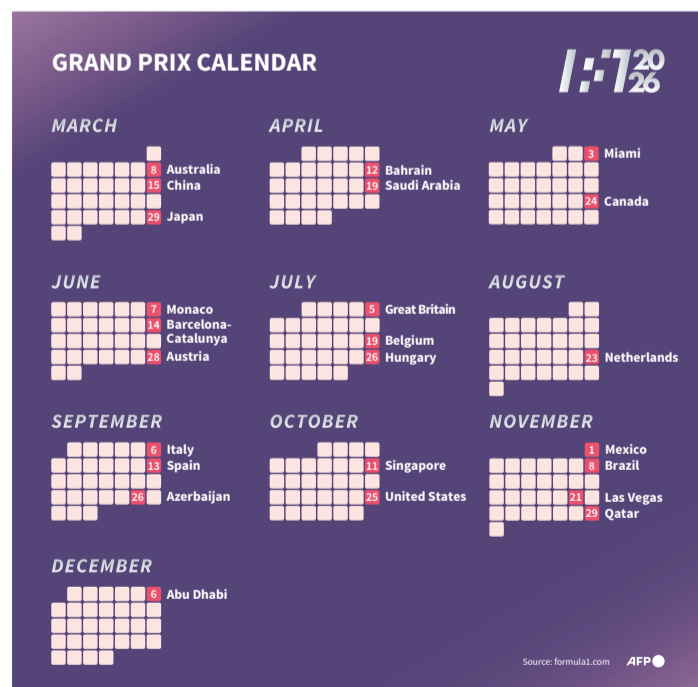 GRAND PRIX CALENDAR
2026
MARCH
8 Australia
15 China
29 Japan
APRIL
12 Bahrain
19 Saudi Arabia
MAY
3 Miami
24 Canada
JUNE
7 Monaco
14 Barcelona-
Catalunya
28 Austria
JULY
5 Great Britain
19 Belgium
26 Hungary
AUGUST
23 Netherlands
SEPTEMBER
6 Italy
13 Spain
26 Azerbaijan
OCTOBER
11 Singapore
25 United States
NOVEMBER
1 Mexico
8 Brazil
21 Las Vegas
29 Qatar
DECEMBER
6 Abu Dhabi
Source: formula1.com AFP